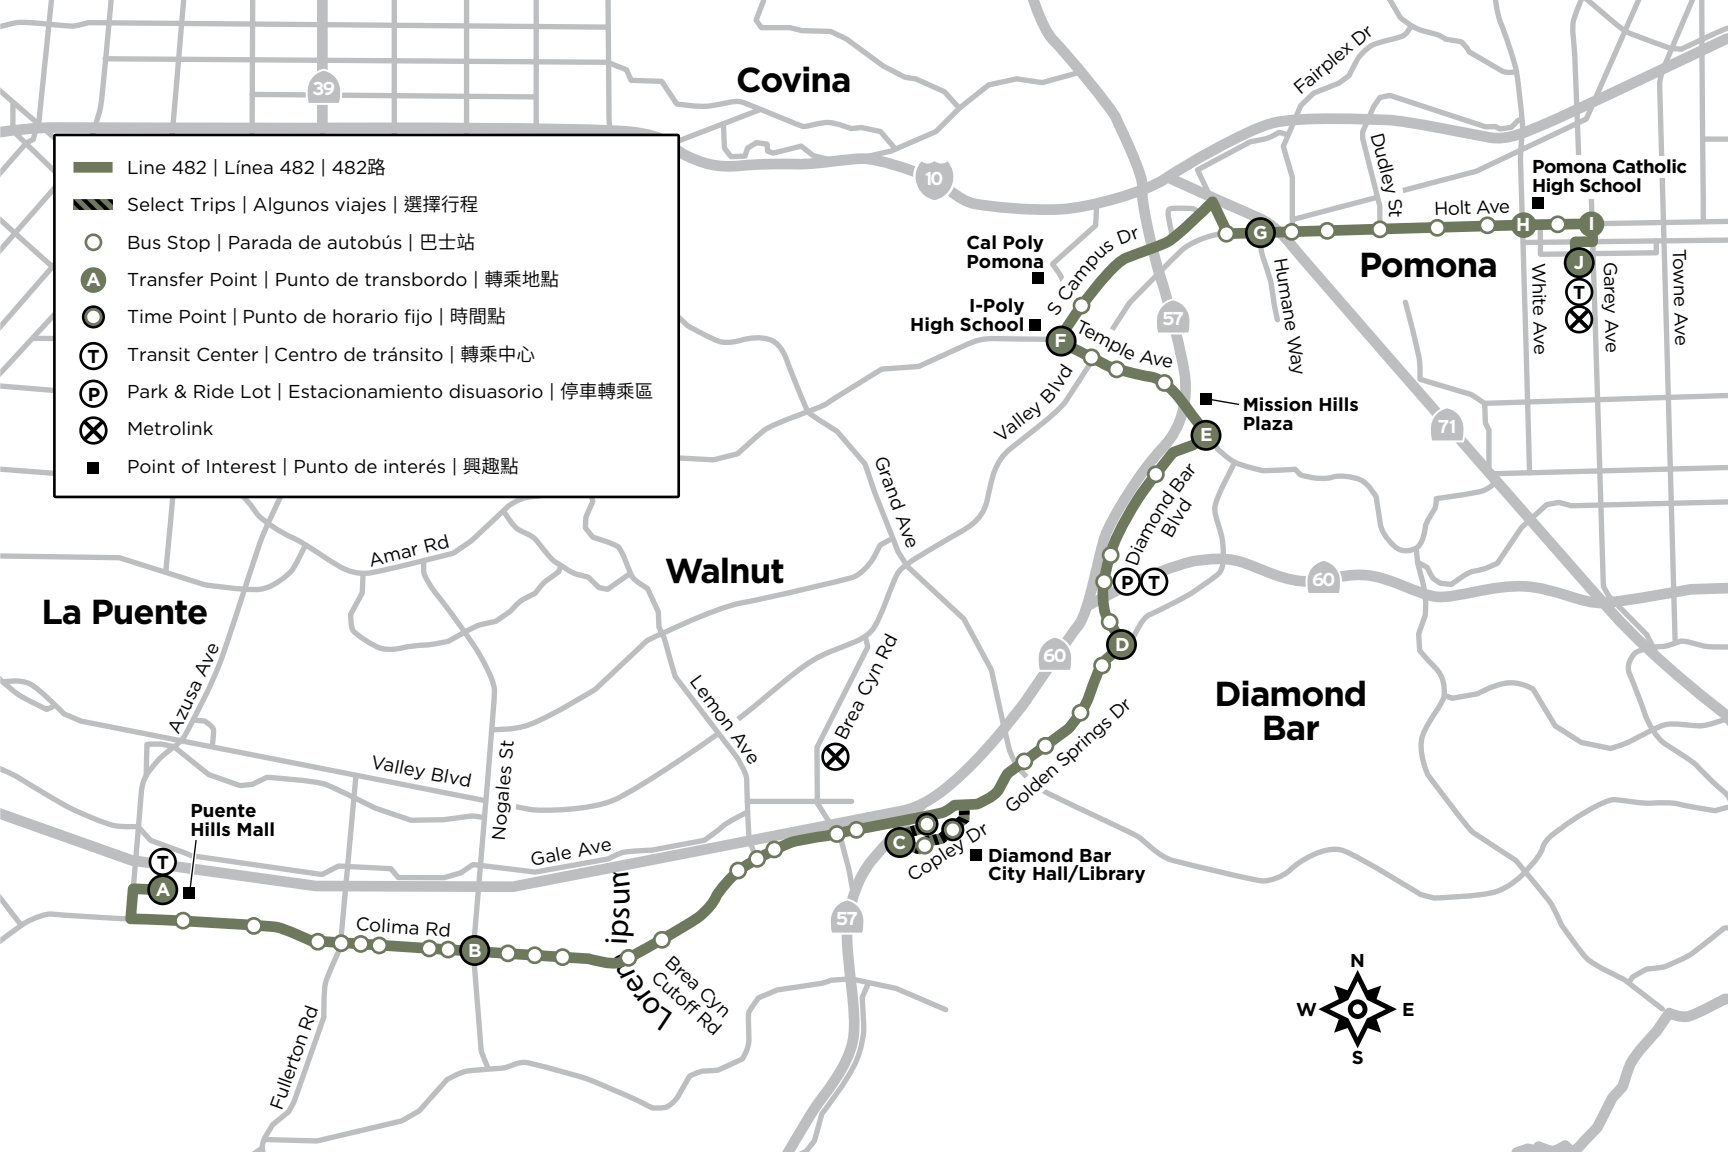 Covina
Fairplex Dr
39
10
Line 482 | Línea 482 | 482路
Select Trips | Algunos viajes | 選擇行程
Bus Stop | Parada de autobús | 巴士站
A
Transfer Point | Punto de transbordo | 轉乘地點
Time Point | Punto de horario fijo | 時間點
T
Transit Center | Centro de tránsito | 轉乘中心
P
Park & Ride Lot | Estacionamiento disuasorio | 停車轉乘區
Metrolink
Point of Interest | Punto de interés | 興趣點
Dudley St
Pomona Catholic
High School
Holt Ave
G
H
I
J
T
Cal Poly
Pomona
S Campus Dr
Pomona
I-Poly
High School
F
Temple Ave
57
Humane Way
White Ave
Garey Ave
Towne Ave
Valley Blvd
Mission Hills
Plaza
E
71
Grand Ave
Diamond Bar
Blvd
Amar Rd
Walnut
P
T
60
La Puente
D
60
Azusa Ave
Brea Cyn Rd
Lemon Ave
Diamond
Bar
Golden Springs Dr
Valley Blvd
Nogales St
Puente
Hills Mall
T
A
Gale Ave
C
Copley Dr
Diamond Bar
City Hall/Library
57
Colima Rd
B
Lorem ipsum
Brea Cyn
Cutoff Rd
Fullerton Rd
N
W
E
S